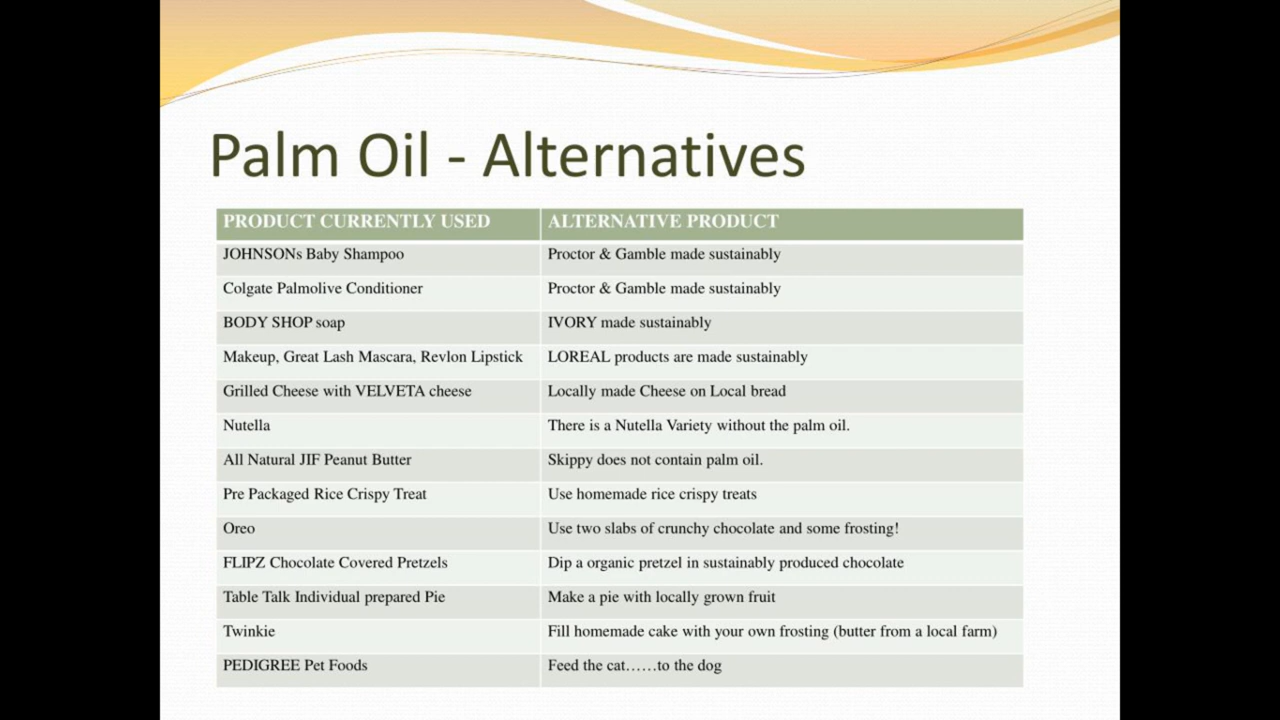 Palm Oil - Alternatives
PRODUCT CURRENTLY USED ALTERNATIVE PRODUCT
JOHNSONs Baby Shampoo Proctor & Gamble made sustainably
Colgate Palmolive Conditioner Proctor & Gamble made sustainably
BODY SHOP soap IVORY made sustainably
Makeup, Great Lash Mascara, Revlon Lipstick LOREAL products are made sustainably
Grilled Cheese with VELVETA cheese Locally made Cheese on Local bread
Nutella There is a Nutella Variety without the palm oil.
All Natural JIF Peanut Butter Skippy does not contain palm oil.
Pre Packaged Rice Crispy Treat Use homemade rice crispy treats
Oreo Use two slabs of crunchy chocolate and some frosting!
FLIPZ Chocolate Covered Pretzels Dip a organic pretzel in sustainably produced chocolate
Table Talk Individual prepared Pie Make a pie with locally grown fruit
Twinkie Fill homemade cake with your own frosting (butter from a local farm)
PEDIGREE Pet Foods Feed the cat……to the dog